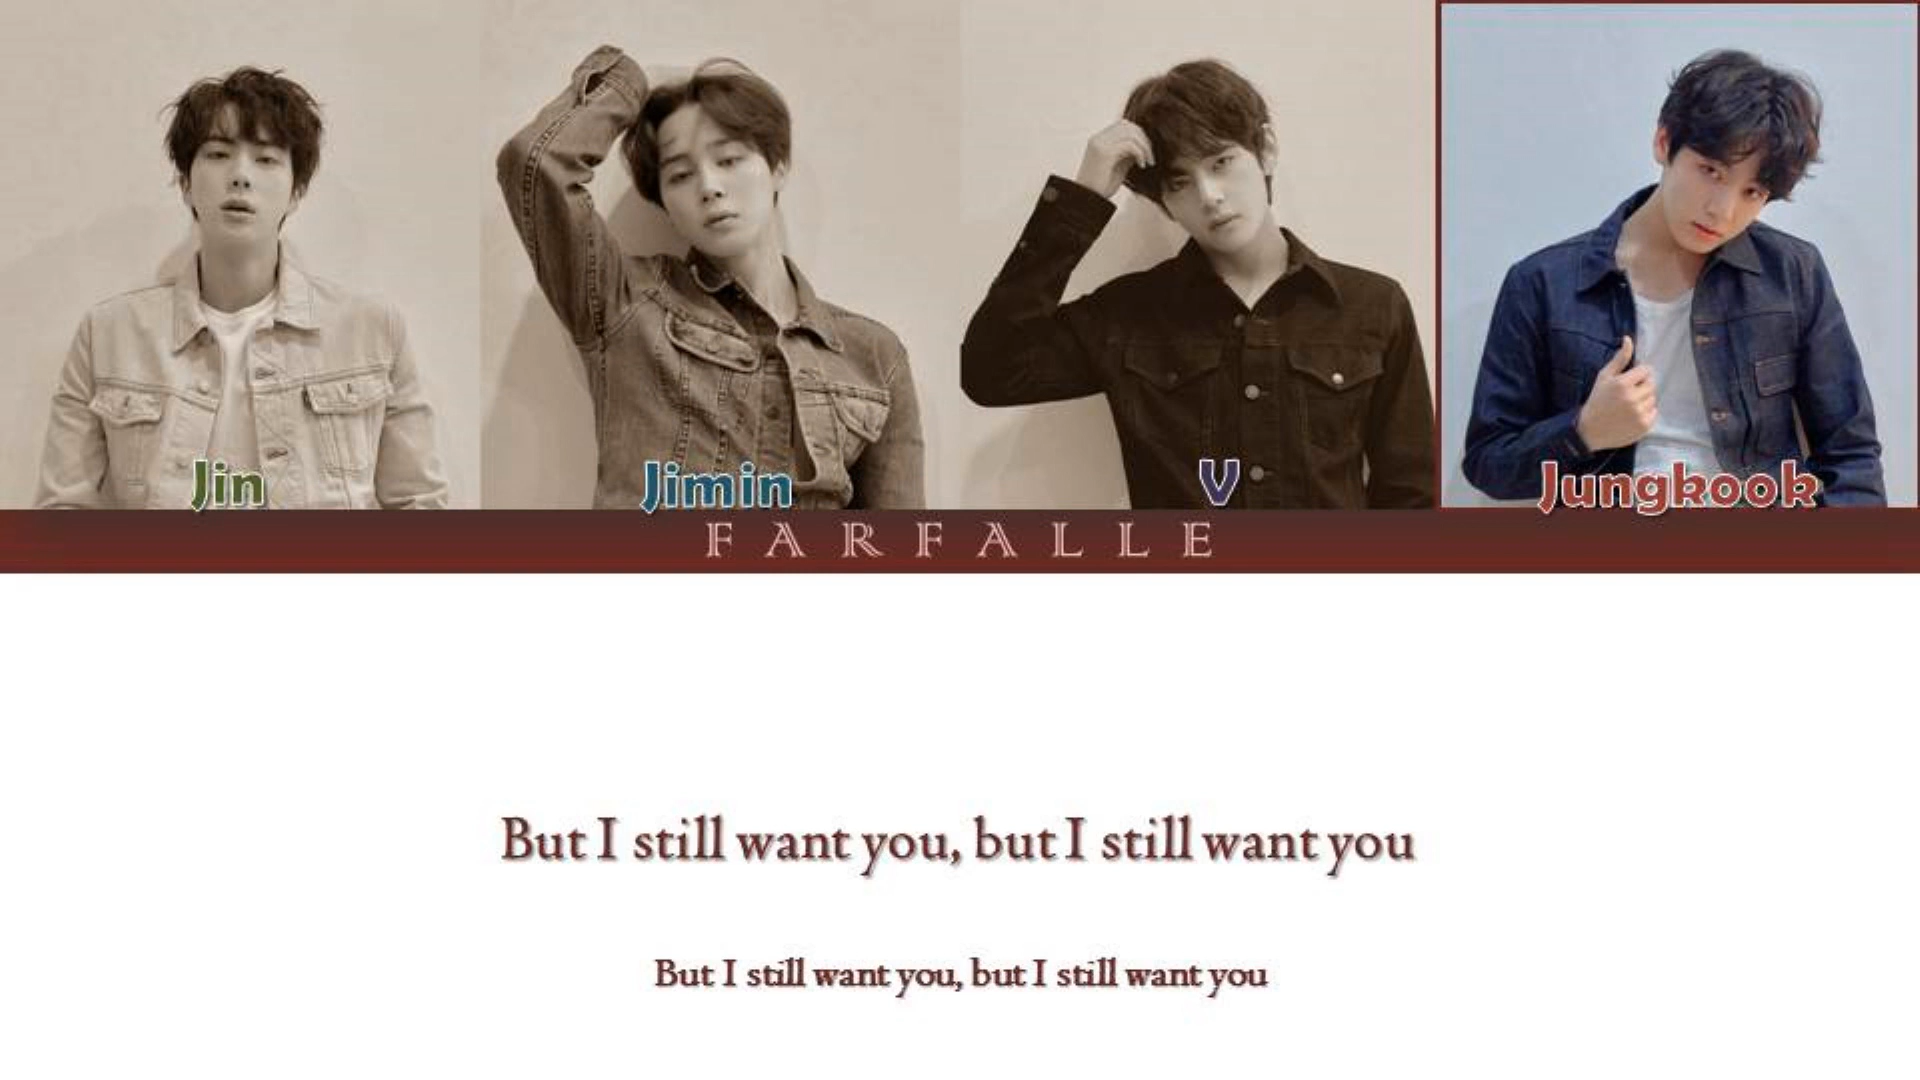 Jin
Jimin
V
Jungkook
FARFALLE
But I still want you, but I still want you
But I still want you, but I still want you